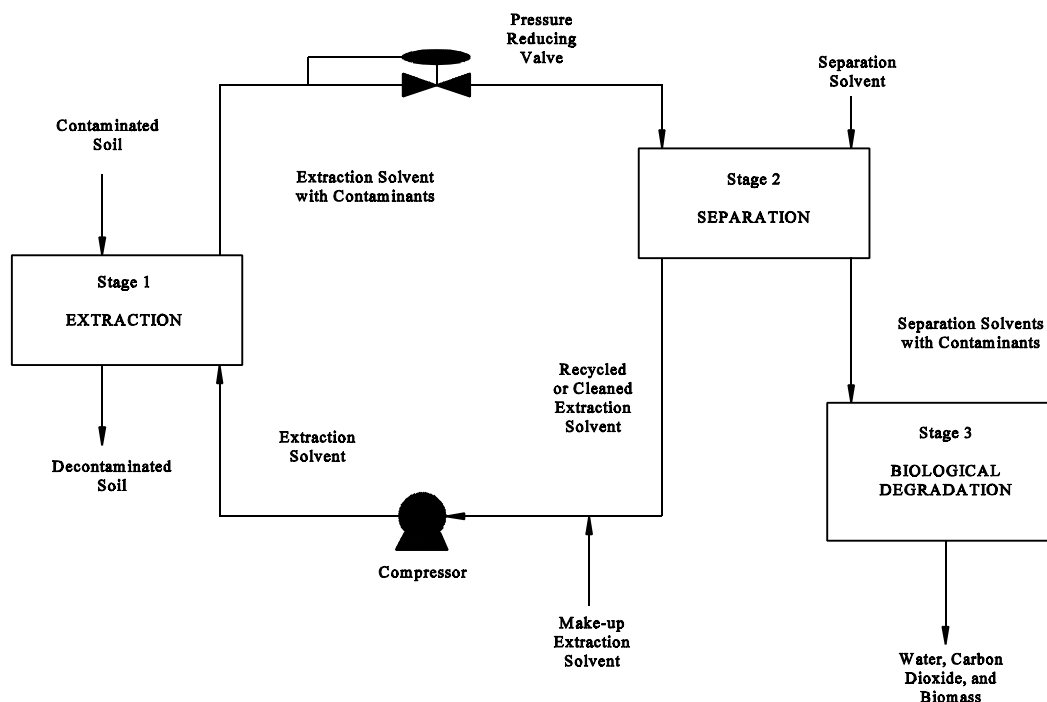 Pressure
Reducing
Valve
Separation
Solvent
Contaminated
Soil
Extraction Solvent
with Contaminants
Stage 2
SEPARATION
Stage 1
EXTRACTION
Separation Solvents
with Contaminants
Recycled
or Cleaned
Extraction
Solvent
Extraction
Solvent
Decontaminated
Soil
Stage 3
BIOLOGICAL
DEGRADATION
Compressor
Make-up
Extraction
Solvent
Water, Carbon
Dioxide, and
Biomass